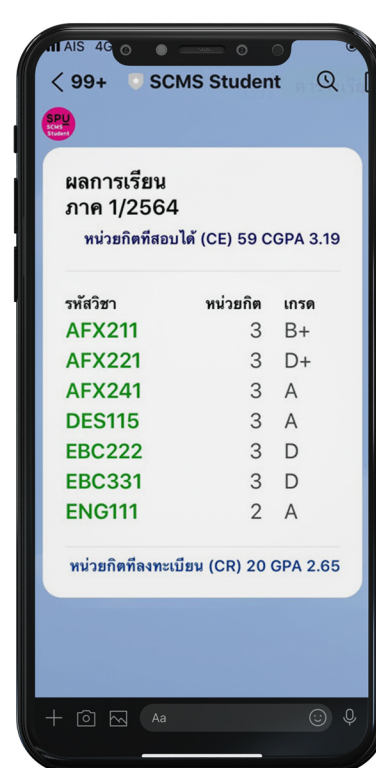 AIS 4G
99+ SCMS Student
SPU
SCMS
Student
ผลการเรียน
ภาค 1/2564
หน่วยกิตที่สอบได้ (CE) 59 CGPA 3.19
รหัสวิชา หน่วยกิต เกรด
AFX211 3 B+
AFX221 3 D+
AFX241 3 A
DES115 3 A
EBC222 3 D
EBC331 3 D
ENG111 2 A
หน่วยกิตที่ลงทะเบียน (CR) 20 GPA 2.65
Aa